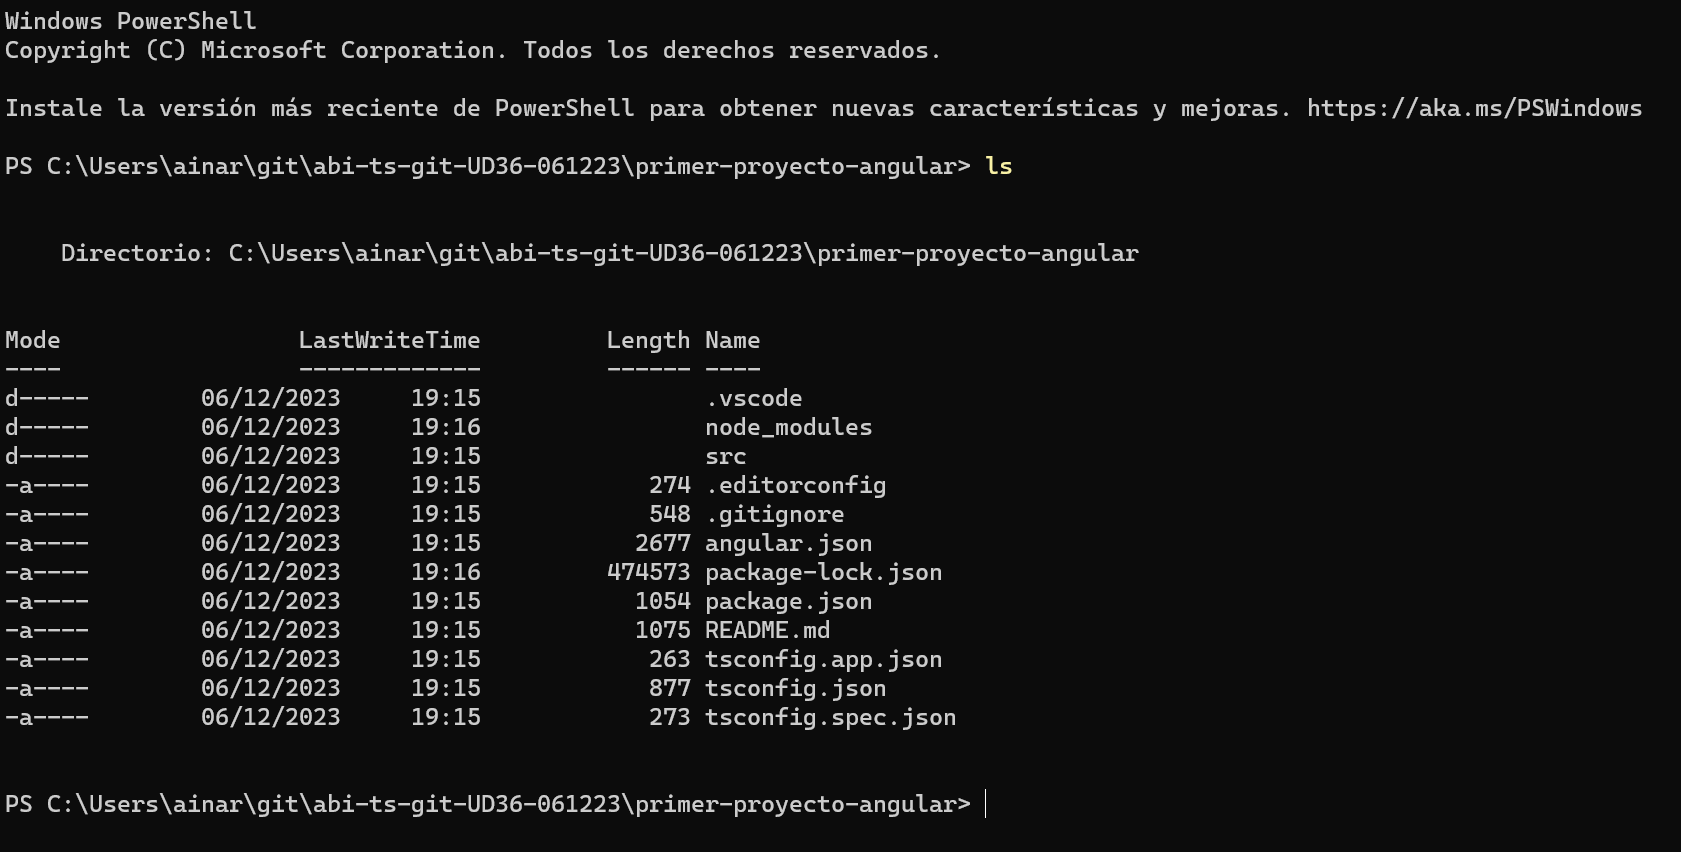 Windows PowerShell
Copyright (C) Microsoft Corporation. Todos los derechos reservados.
Instale la versión más reciente de PowerShell para obtener nuevas características y mejoras. https://aka.ms/PSWindows
PS C:\Users\ainar\git\abi-ts-git-UD36-061223\primer-proyecto-angular> ls
    Directorio: C:\Users\ainar\git\abi-ts-git-UD36-061223\primer-proyecto-angular
Mode                 LastWriteTime         Length Name
----                 -------------         ------ ----
d-----        06/12/2023     19:15                .vscode
d-----        06/12/2023     19:16                node_modules
d-----        06/12/2023     19:15                src
-a----        06/12/2023     19:15            274 .editorconfig
-a----        06/12/2023     19:15            548 .gitignore
-a----        06/12/2023     19:15           2677 angular.json
-a----        06/12/2023     19:16         474573 package-lock.json
-a----        06/12/2023     19:15           1054 package.json
-a----        06/12/2023     19:15           1075 README.md
-a----        06/12/2023     19:15            263 tsconfig.app.json
-a----        06/12/2023     19:15            877 tsconfig.json
-a----        06/12/2023     19:15            273 tsconfig.spec.json
PS C:\Users\ainar\git\abi-ts-git-UD36-061223\primer-proyecto-angular>